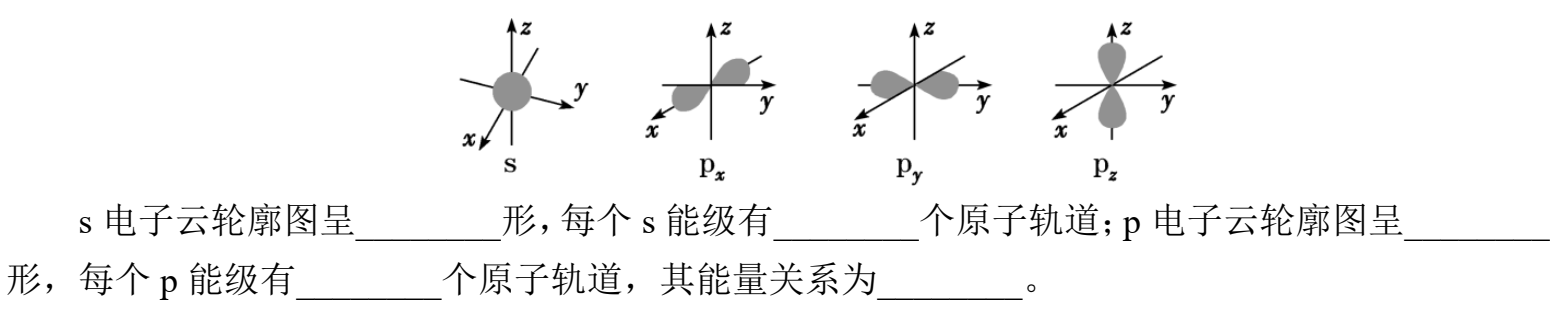 z z z z
y y y y
x x x x
s pₓ p_y p_z
s 电子云轮廓图呈________形，每个 s 能级有________个原子轨道；p 电子云轮廓图呈________
形，每个 p 能级有________个原子轨道，其能量关系为________。